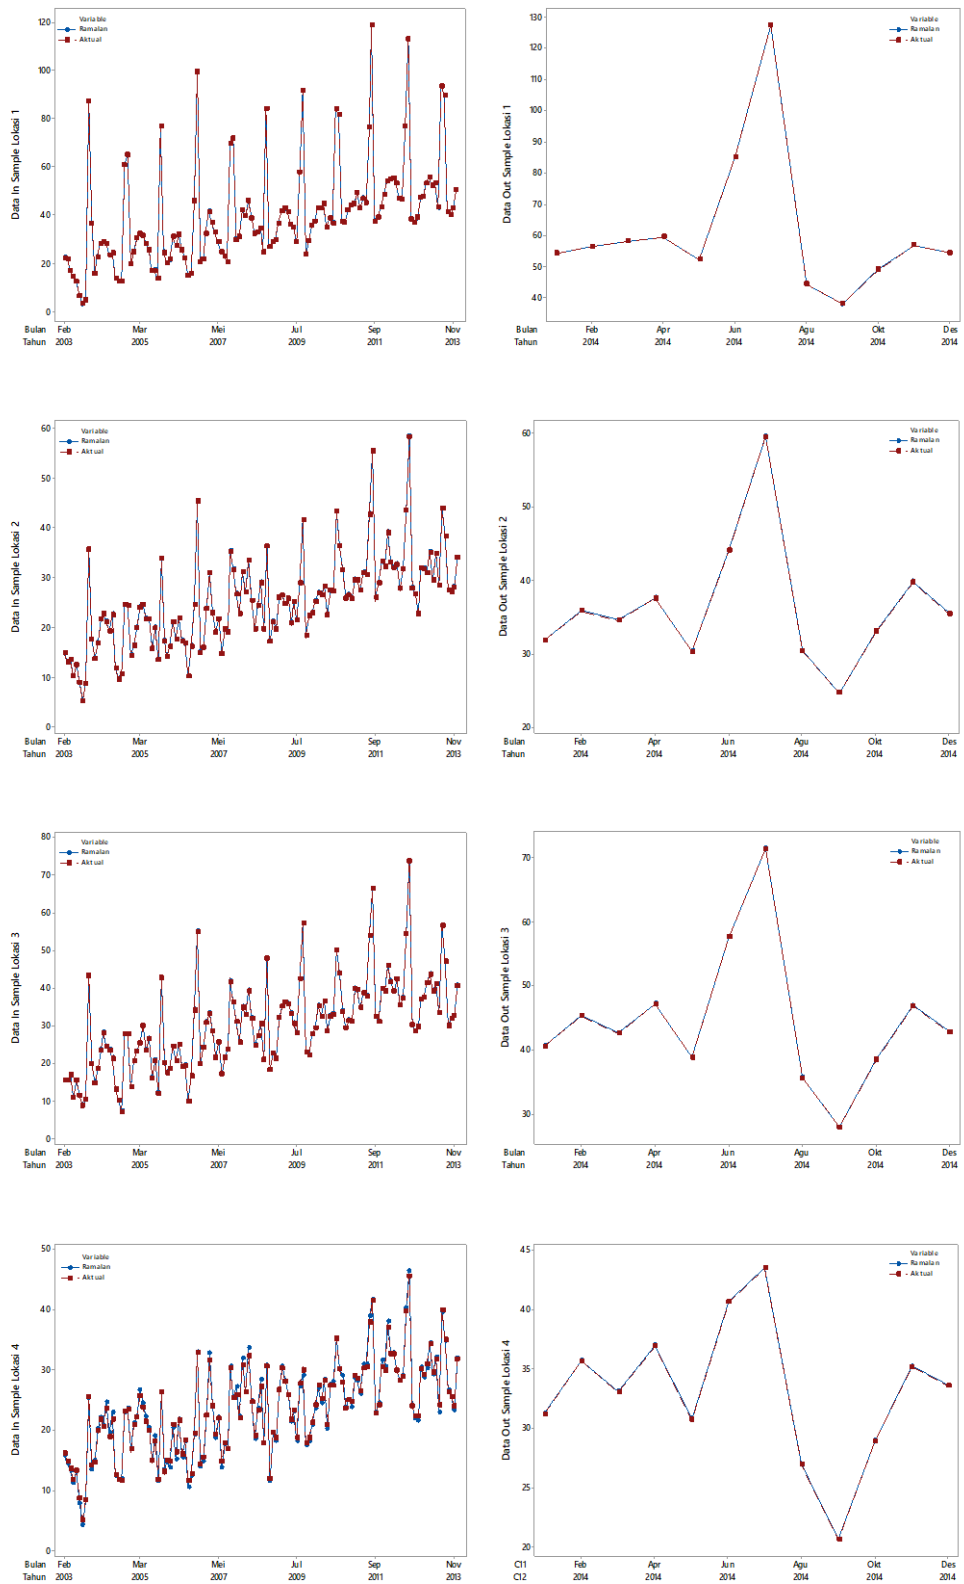 Variable
Ramalan
Aktual
120
100
80
60
40
20
0
Data In Sample Lokasi 1
Bulan Feb Mar Mei Jul Sep Nov
Tahun 2003 2005 2007 2009 2011 2013
Variable
Ramalan
Aktual
130
120
110
100
90
80
70
60
50
40
Data Out Sample Lokasi 1
Bulan Feb Apr Jun Agu Okt Des
Tahun 2014 2014 2014 2014 2014 2014
Variable
Ramalan
Aktual
60
50
40
30
20
10
0
Data In Sample Lokasi 2
Bulan Feb Mar Mei Jul Sep Nov
Tahun 2003 2005 2007 2009 2011 2013
Variable
Ramalan
Aktual
60
50
40
30
20
Data Out Sample Lokasi 2
Bulan Feb Apr Jun Agu Okt Des
Tahun 2014 2014 2014 2014 2014 2014
Variable
Ramalan
Aktual
80
70
60
50
40
30
20
10
0
Data In Sample Lokasi 3
Bulan Feb Mar Mei Jul Sep Nov
Tahun 2003 2005 2007 2009 2011 2013
Variable
Ramalan
Aktual
70
60
50
40
30
Data Out Sample Lokasi 3
Bulan Feb Apr Jun Agu Okt Des
Tahun 2014 2014 2014 2014 2014 2014
Variable
Ramalan
Aktual
50
40
30
20
10
0
Data In Sample Lokasi 4
Bulan Feb Mar Mei Jul Sep Nov
Tahun 2003 2005 2007 2009 2011 2013
Variable
Ramalan
Aktual
45
40
35
30
25
20
Data Out Sample Lokasi 4
C11 Feb Apr Jun Agu Okt Des
C12 2014 2014 2014 2014 2014 2014